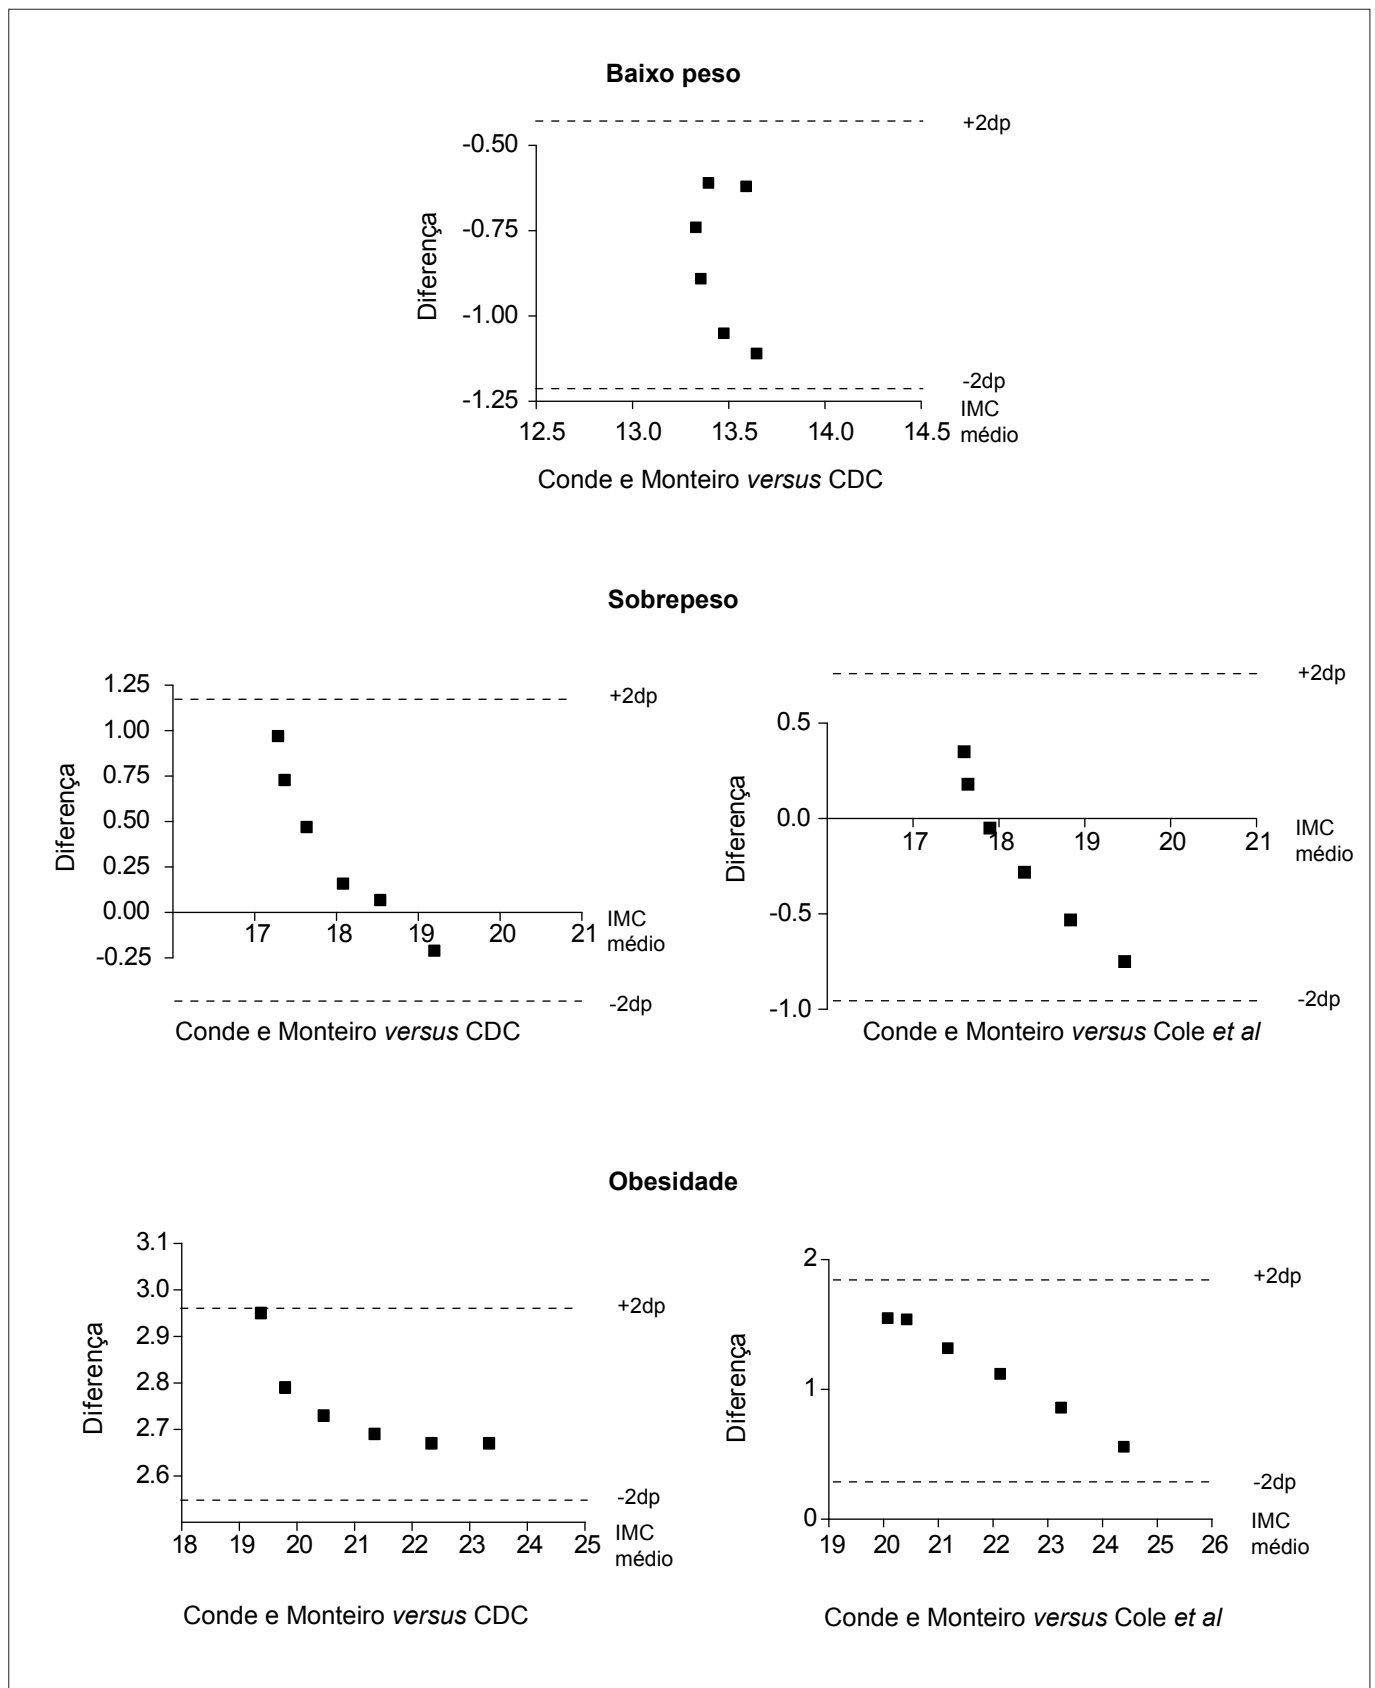 Baixo peso
+2dp
-0.50
-0.75
-1.00
-1.25
Diferença
-2dp
IMC
médio
12.5 13.0 13.5 14.0 14.5
Conde e Monteiro versus CDC
Sobrepeso
1.25
1.00
0.75
0.50
0.25
0.00
-0.25
Diferença
+2dp
17 18 19 20 21
IMC
médio
-2dp
Conde e Monteiro versus CDC
+2dp
0.5
0.0
-0.5
-1.0
Diferença
17 18 19 20 21
IMC
médio
-2dp
Conde e Monteiro versus Cole et al
Obesidade
3.1
3.0
2.9
2.8
2.7
2.6
Diferença
+2dp
-2dp
18 19 20 21 22 23 24 25
IMC
médio
Conde e Monteiro versus CDC
2
1
0
Diferença
+2dp
-2dp
19 20 21 22 23 24 25 26
IMC
médio
Conde e Monteiro versus Cole et al